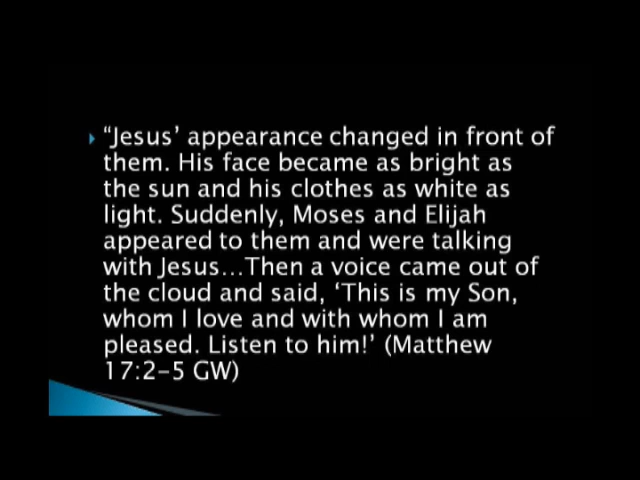 “Jesus’ appearance changed in front of
them. His face became as bright as
the sun and his clothes as white as
light. Suddenly, Moses and Elijah
appeared to them and were talking
with Jesus…Then a voice came out of
the cloud and said, ‘This is my Son,
whom I love and with whom I am
pleased. Listen to him!’ (Matthew
17:2–5 GW)